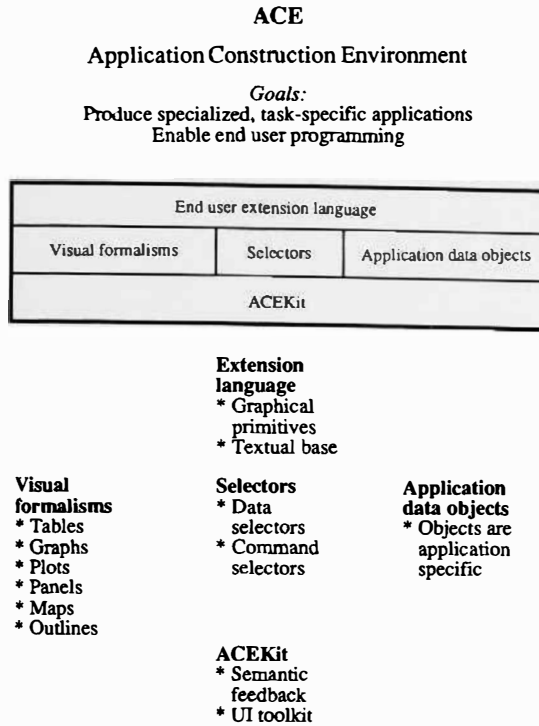 ACE
Application Construction Environment
Goals:
Produce specialized, task-specific applications
Enable end user programming
End user extension language
Visual formalisms
Selectors
Application data objects
ACEKit
Extension
language
* Graphical
primitives
* Textual base
Visual
formalisms
* Tables
* Graphs
* Plots
* Panels
* Maps
* Outlines
Selectors
* Data
selectors
* Command
selectors
Application
data objects
* Objects are
application
specific
ACEKit
* Semantic
feedback
* UI toolkit